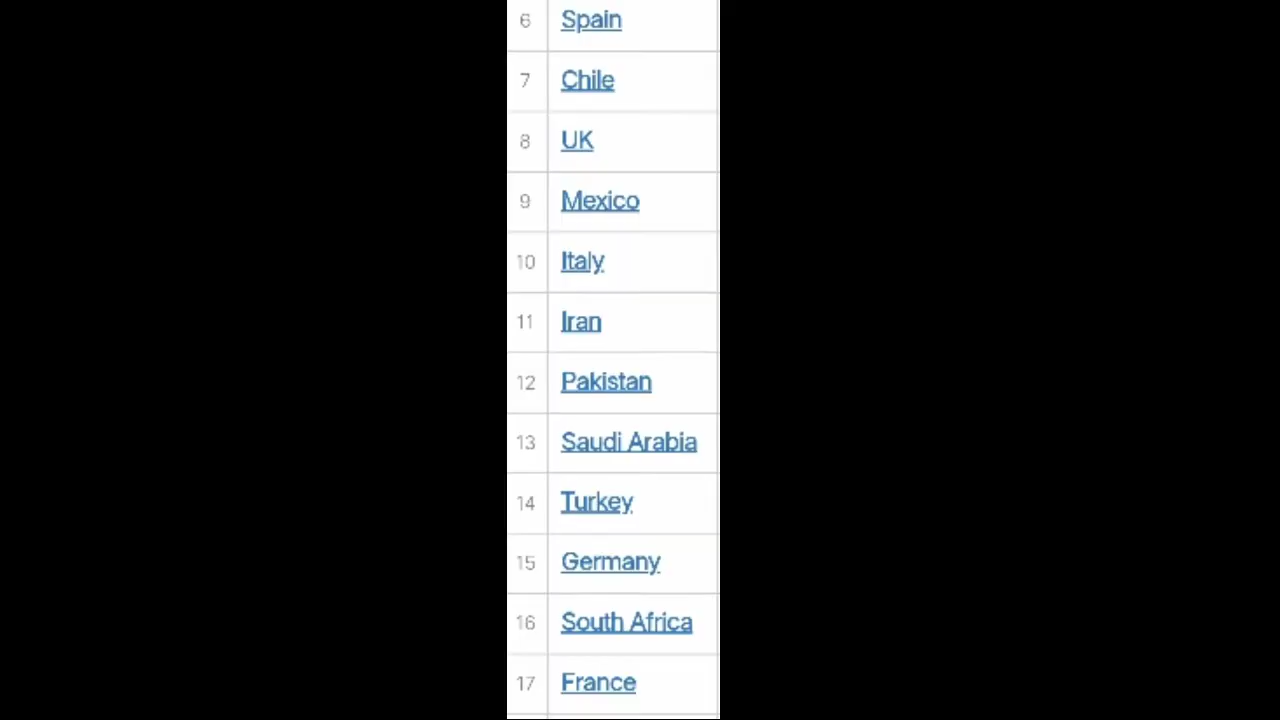 6 Spain
7 Chile
8 UK
9 Mexico
10 Italy
11 Iran
12 Pakistan
13 Saudi Arabia
14 Turkey
15 Germany
16 South Africa
17 France